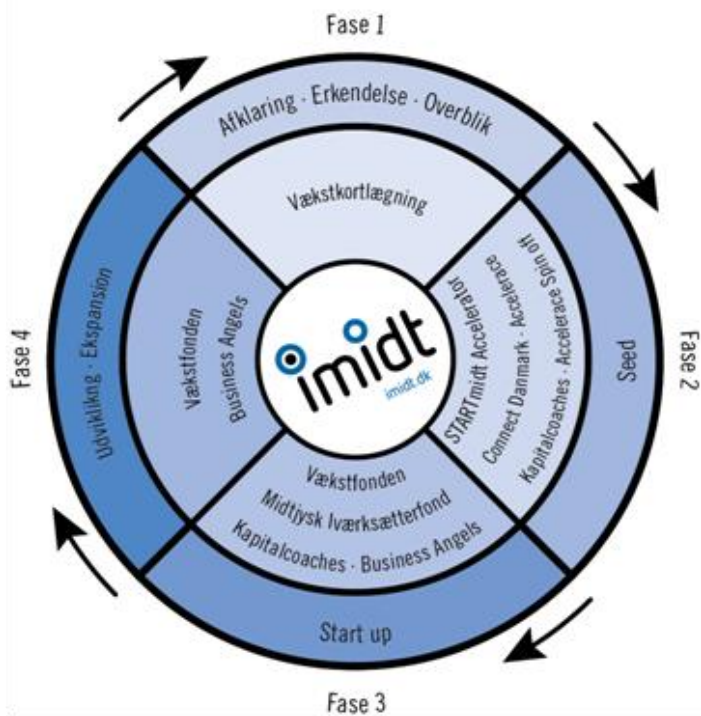 Fase 1
Afklaring · Erkendelse · Overblik
Vækstkortlægning
Fase 2
Seed
STARTmidt Accelerator
Connect Danmark · Accelerace
Kapitalcoaches · Accelerace Spin off
Fase 3
Start up
Vækstfonden
Midtjysk Iværksætterfond
Kapitalcoaches · Business Angels
Fase 4
Udviklikng · Ekspansion
Vækstfonden
Business Angels
imidt
imidt.dk